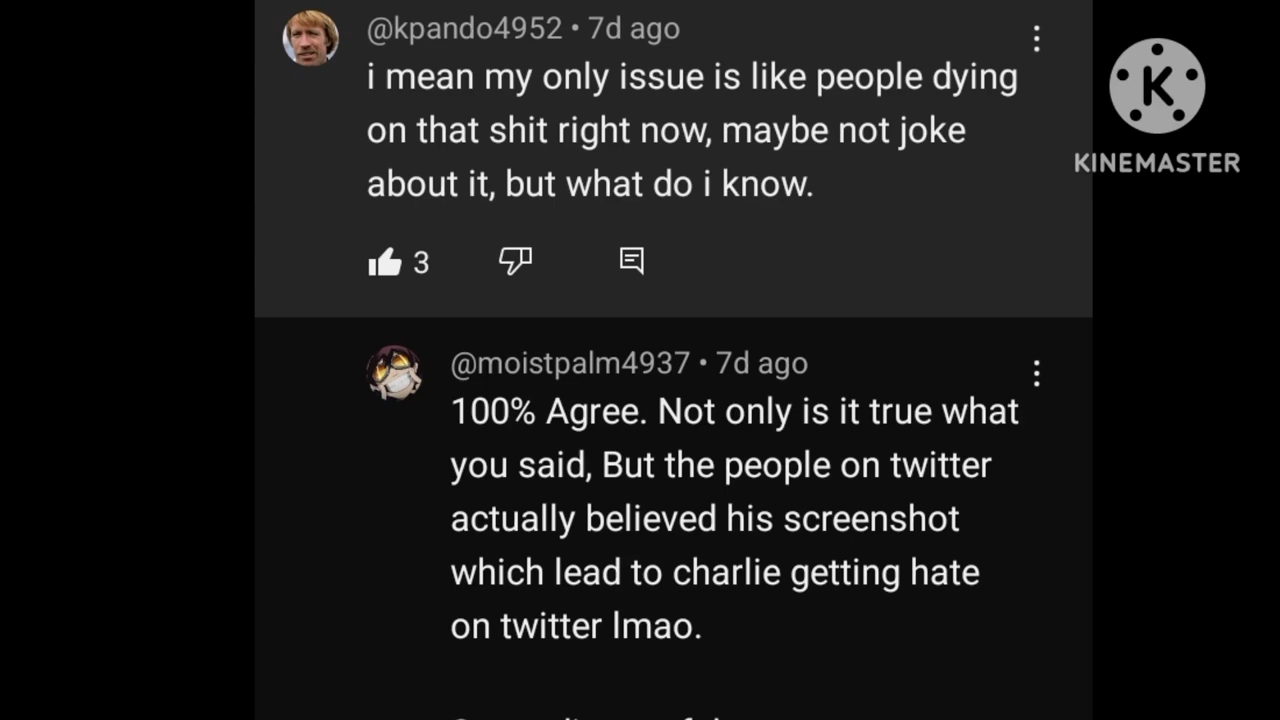 @kpando4952 • 7d ago
i mean my only issue is like people dying
on that shit right now, maybe not joke
about it, but what do i know.
3
K
KINEMASTER
@moistpalm4937 • 7d ago
100% Agree. Not only is it true what
you said, But the people on twitter
actually believed his screenshot
which lead to charlie getting hate
on twitter lmao.